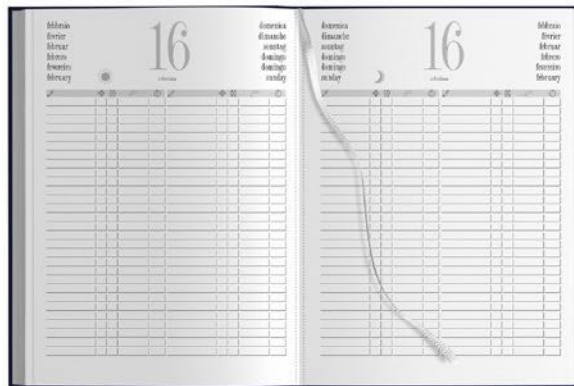 febbraio
février
februar
febrero
fevereiro
february
16
domenica
dimanche
sonntag
domingo
domingo
sunday
domenica
dimanche
sonntag
domingo
domingo
sunday
16
febbraio
février
februar
febrero
fevereiro
february